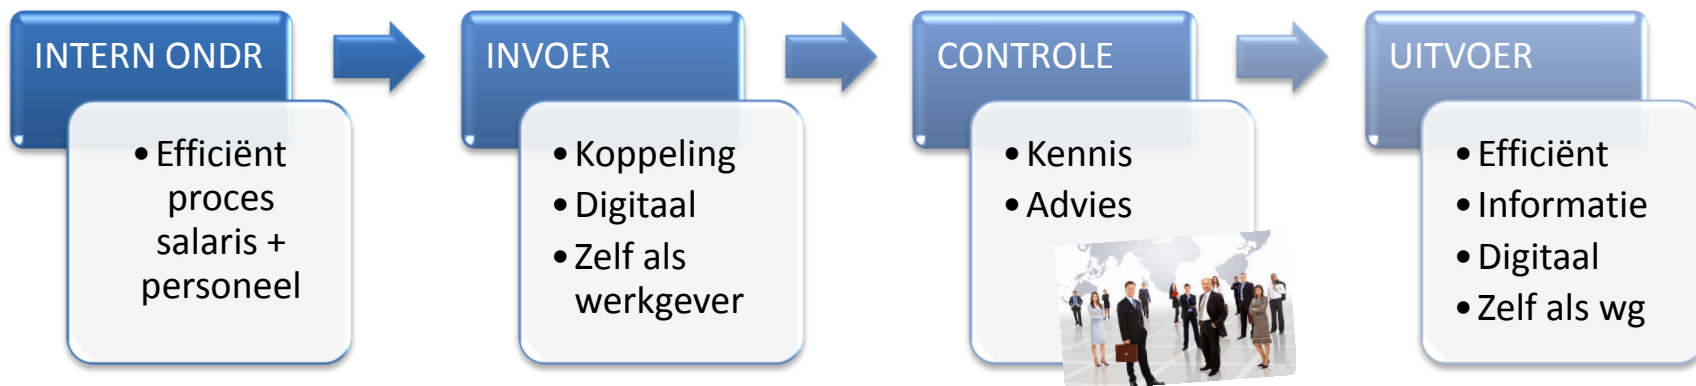 INTERN ONDR
• Efficiënt
proces
salaris +
personeel
INVOER
• Koppeling
• Digitaal
• Zelf als
werkgever
CONTROLE
• Kennis
• Advies
UITVOER
• Efficiënt
• Informatie
• Digitaal
• Zelf als wg